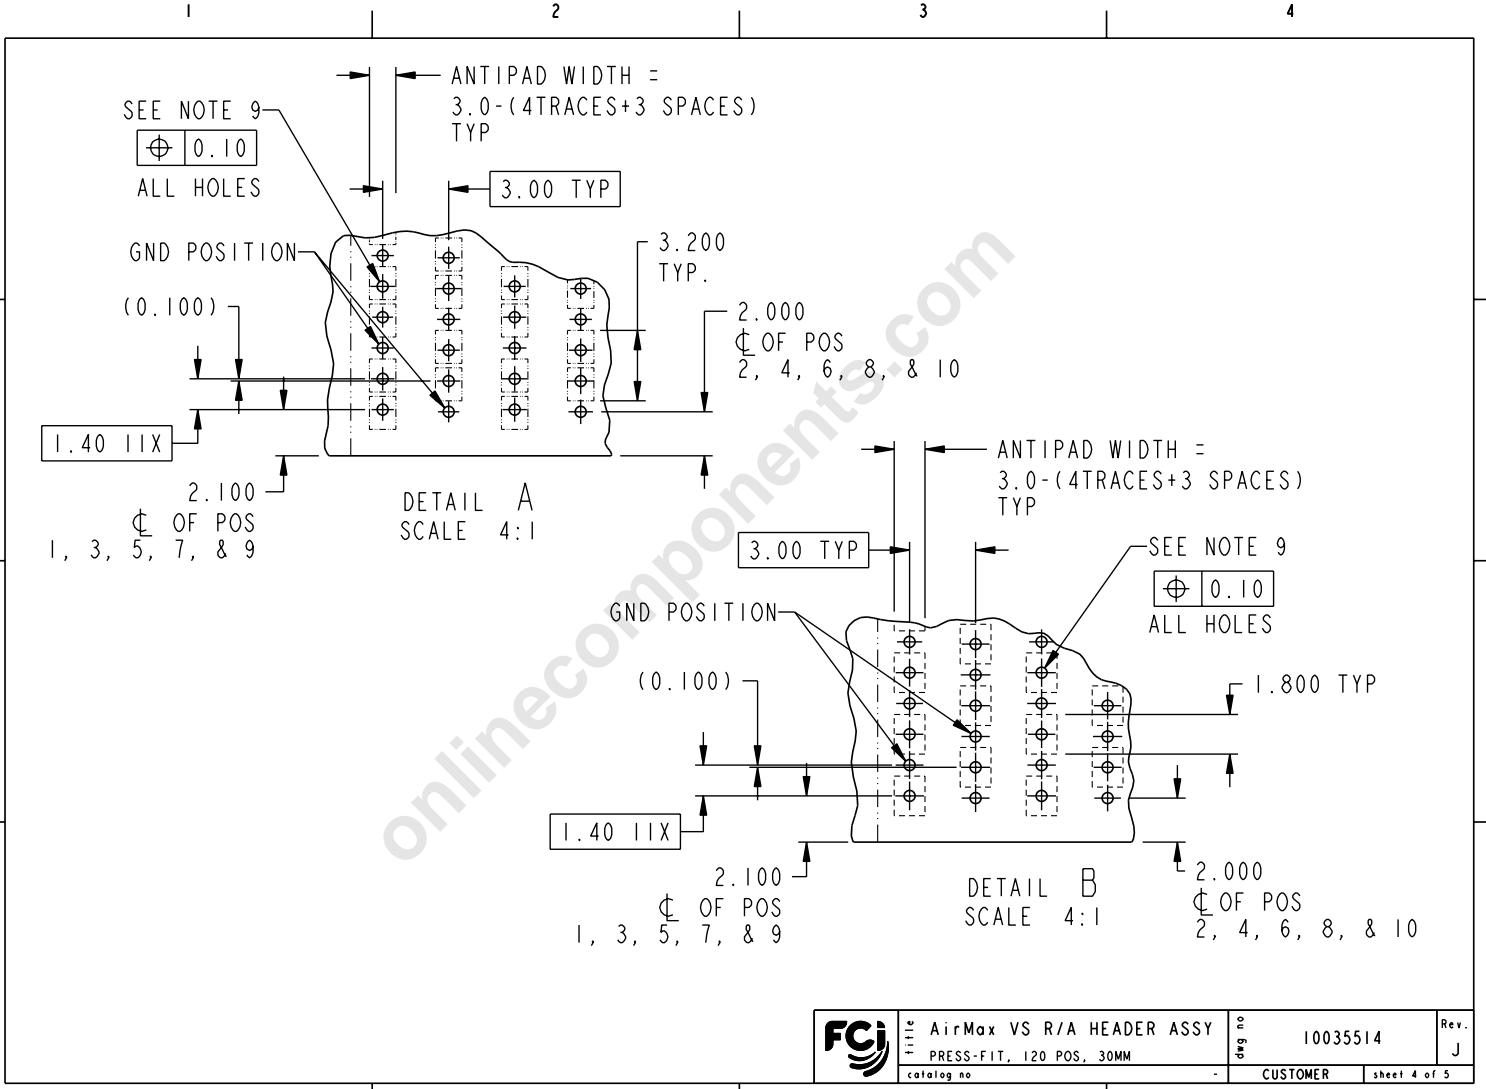 1 2 3 4
ANTIPAD WIDTH =
3.0-(4TRACES+3 SPACES)
TYP
SEE NOTE 9
⌖ 0.10
ALL HOLES
3.00 TYP
GND POSITION
3.200
TYP.
(0.100)
2.000
℄ OF POS
2, 4, 6, 8, & 10
1.40 11X
2.100
℄ OF POS
1, 3, 5, 7, & 9
DETAIL A
SCALE 4:1
ANTIPAD WIDTH =
3.0-(4TRACES+3 SPACES)
TYP
3.00 TYP
SEE NOTE 9
⌖ 0.10
ALL HOLES
GND POSITION
(0.100)
1.800 TYP
1.40 11X
2.100
℄ OF POS
1, 3, 5, 7, & 9
DETAIL B
SCALE 4:1
2.000
℄ OF POS
2, 4, 6, 8, & 10
onlinecomponents.com
FCi
title AirMax VS R/A HEADER ASSY
PRESS-FIT, 120 POS, 30MM
dwg no 10035514
Rev. J
catalog no -
CUSTOMER
sheet 4 of 5